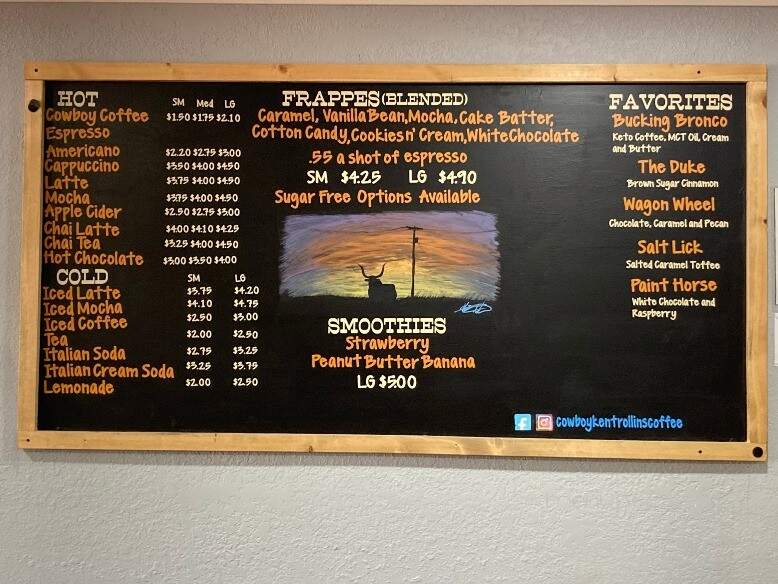 HOT SM Med LG
Cowboy Coffee $1.50 $1.75 $2.10
Espresso
Americano $2.20 $2.75 $3.00
Cappuccino $3.50 $4.00 $4.50
Latte $3.75 $4.00 $4.50
Mocha $3.75 $4.00 $4.50
Apple Cider $2.50 $2.75 $3.00
Chai Latte $4.00 $4.10 $4.25
Chai Tea $3.25 $4.00 $4.50
Hot Chocolate $3.00 $3.50 $4.00
COLD SM LG
Iced Latte $3.75 $4.20
Iced Mocha $4.10 $4.75
Iced Coffee $2.50 $3.00
Tea $2.00 $2.50
Italian Soda $2.75 $3.25
Italian Cream Soda $3.25 $3.75
Lemonade $2.00 $2.50
FRAPPES (BLENDED)
Caramel, Vanilla Bean, Mocha, Cake Batter,
Cotton Candy, Cookies n' Cream, White Chocolate
.55 a shot of espresso
SM $4.25 LG $4.90
Sugar Free Options Available
SMOOTHIES
Strawberry
Peanut Butter Banana
LG $5.00
FAVORITES
Bucking Bronco
Keto Coffee, MCT Oil, Cream
and Butter
The Duke
Brown Sugar Cinnamon
Wagon Wheel
Chocolate, Caramel and Pecan
Salt Lick
Salted Caramel Toffee
Paint Horse
White Chocolate and
Raspberry
f cowboykentrollinscoffee